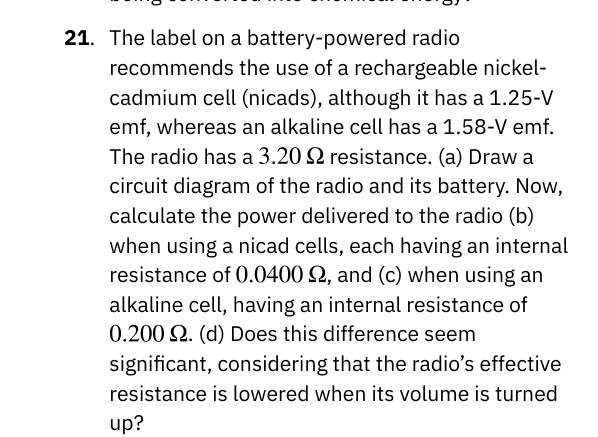 being converted into chemical energy?
21. The label on a battery-powered radio
recommends the use of a rechargeable nickel-
cadmium cell (nicads), although it has a 1.25-V
emf, whereas an alkaline cell has a 1.58-V emf.
The radio has a 3.20 Ω resistance. (a) Draw a
circuit diagram of the radio and its battery. Now,
calculate the power delivered to the radio (b)
when using a nicad cells, each having an internal
resistance of 0.0400 Ω, and (c) when using an
alkaline cell, having an internal resistance of
0.200 Ω. (d) Does this difference seem
significant, considering that the radio’s effective
resistance is lowered when its volume is turned
up?